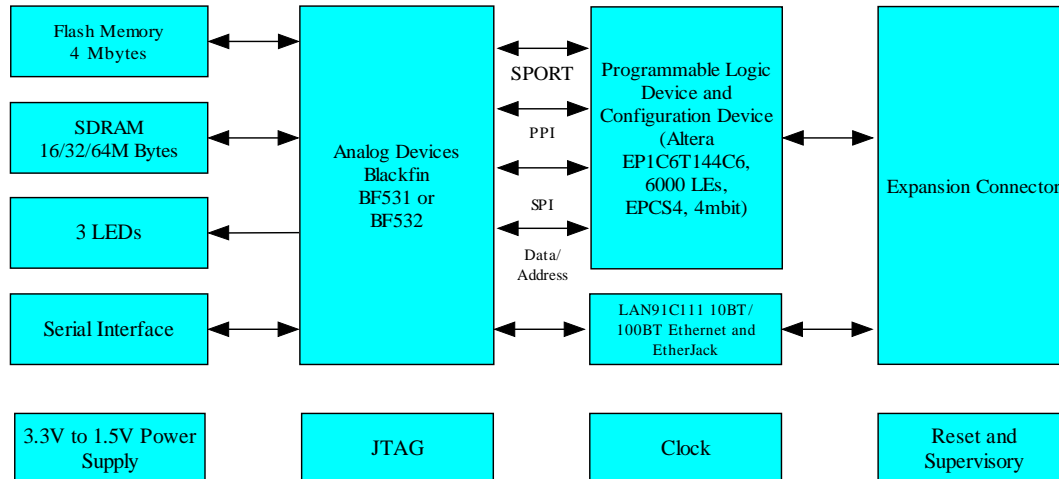 Flash Memory
4 Mbytes
SDRAM
16/32/64M Bytes
3 LEDs
Serial Interface
Analog Devices
Blackfin
BF531 or
BF532
SPORT
PPI
SPI
Data/
Address
Programmable Logic
Device and
Configuration Device
(Altera
EP1C6T144C6,
6000 LEs,
EPCS4, 4mbit)
LAN91C111 10BT/
100BT Ethernet and
EtherJack
Expansion Connector
3.3V to 1.5V Power
Supply
JTAG
Clock
Reset and
Supervisory